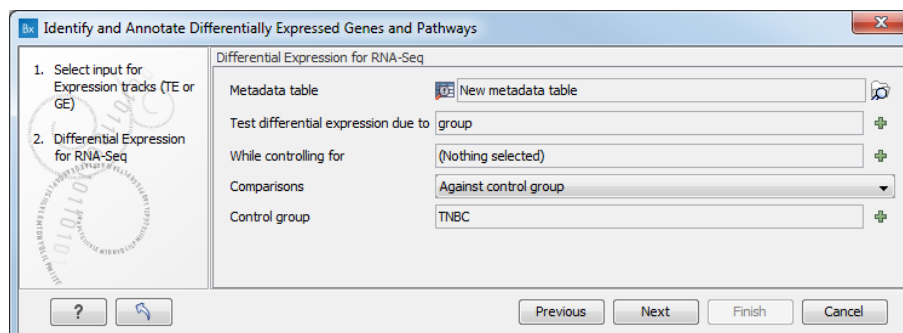 Bx Identify and Annotate Differentially Expressed Genes and Pathways
1. Select input for
Expression tracks (TE or
GE)
2. Differential Expression
for RNA-Seq
Differential Expression for RNA-Seq
Metadata table New metadata table
Test differential expression due to group
While controlling for (Nothing selected)
Comparisons Against control group
Control group TNBC
? Previous Next Finish Cancel